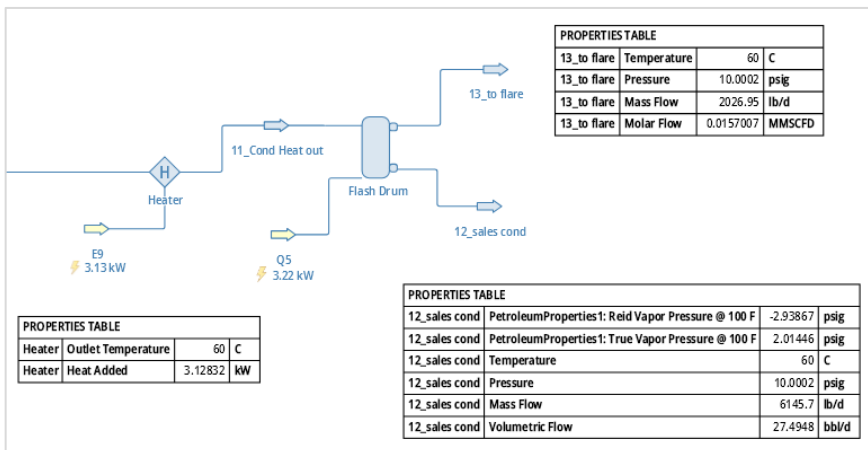 PROPERTIES TABLE
13_to flare Temperature 60 C
13_to flare Pressure 10.0002 psig
13_to flare Mass Flow 2026.95 lb/d
13_to flare Molar Flow 0.0157007 MMSCFD
13_to flare
11_Cond Heat out
H
Heater
Flash Drum
12_sales cond
E9
3.13 kW
Q5
3.22 kW
PROPERTIES TABLE
Heater Outlet Temperature 60 C
Heater Heat Added 3.12832 kW
PROPERTIES TABLE
12_sales cond PetroleumProperties1: Reid Vapor Pressure @ 100 F -2.93867 psig
12_sales cond PetroleumProperties1: True Vapor Pressure @ 100 F 2.01446 psig
12_sales cond Temperature 60 C
12_sales cond Pressure 10.0002 psig
12_sales cond Mass Flow 6145.7 lb/d
12_sales cond Volumetric Flow 27.4948 bbl/d